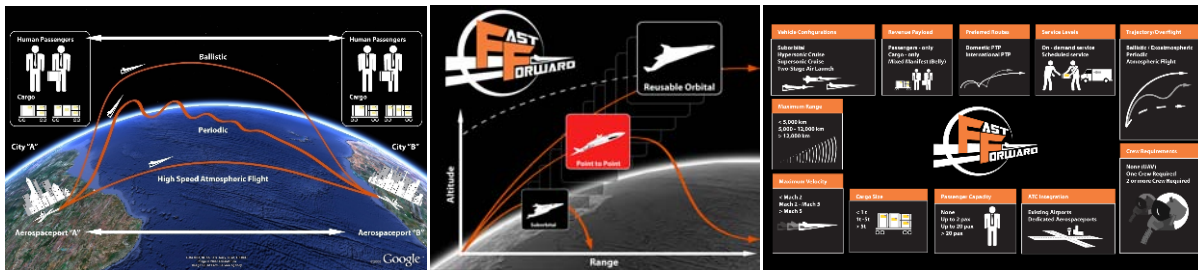 Human Passengers
Human Passengers
Ballistic
Cargo
Cargo
Periodic
City "A"
City "B"
High Speed Atmospheric Flight
Aerospaceport "A"
Aerospaceport "B"
Google
FAST
FORWARD
Reusable Orbital
Point to Point
Suborbital
Altitude
Range
Vehicle Configurations
Suborbital
Hypersonic Cruise
Supersonic Cruise
Two Stage Air Launch
Revenue Payload
Passengers - only
Cargo - only
Mixed Manifest (Belly)
Preferred Routes
Domestic PTP
International PTP
Service Levels
On - demand service
Scheduled service
Trajectory/Overflight
Ballistic / Exoatmospheric
Periodic
Atmospheric Flight
Maximum Range
< 5,000 km
5,000 - 12,000 km
> 12,000 km
FAST
FORWARD
Crew Requirements
None (UAV)
One Crew Required
2 or more Crew Required
Maximum Velocity
< Mach 2
Mach 2 - Mach 5
> Mach 5
Cargo Size
< 1t
1t - 5t
> 5t
Passenger Capacity
None
Up to 2 pax
Up to 20 pax
> 20 pax
ATC Integration
Existing Airports
Dedicated Aerospaceports